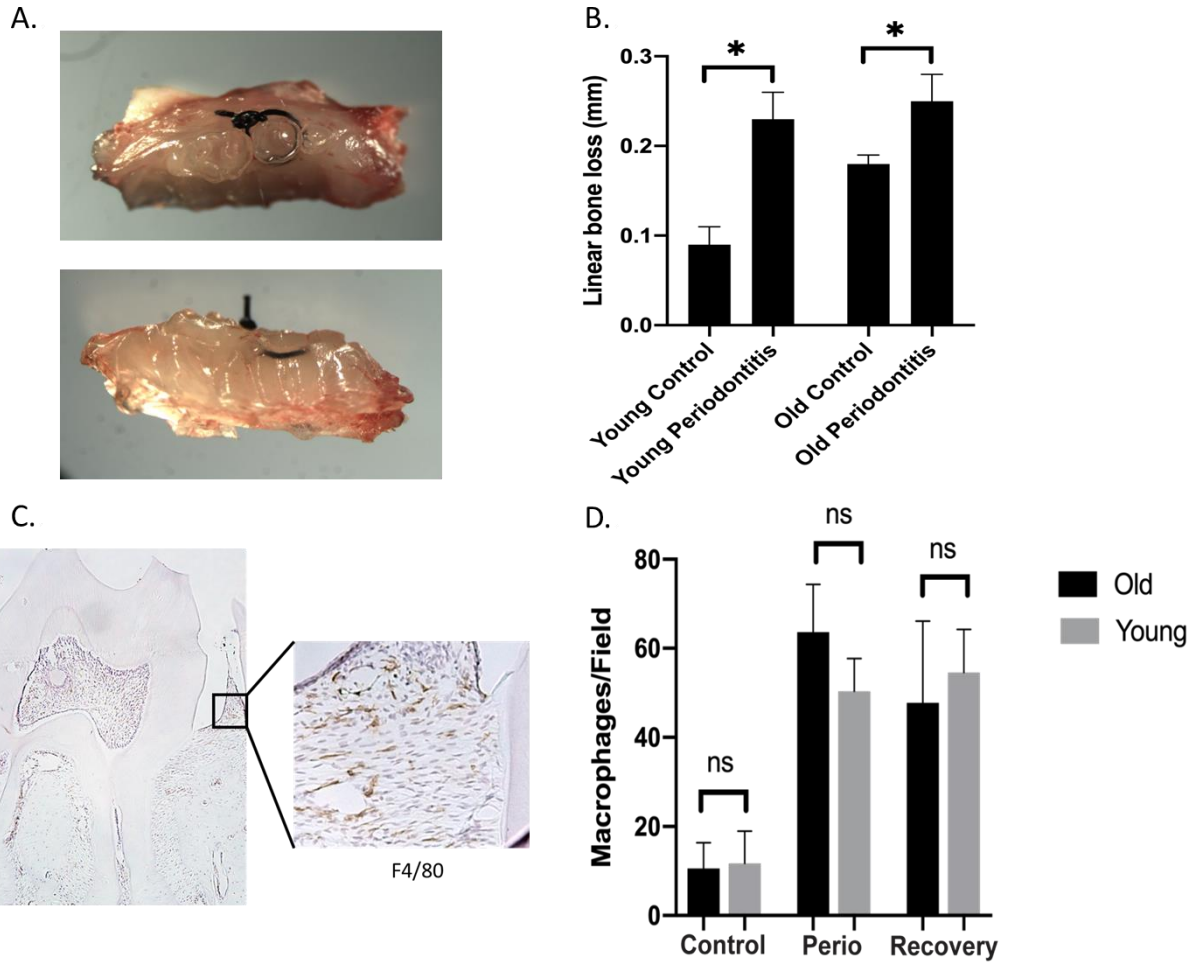 A.
B.
Linear bone loss (mm)
0.3
0.2
0.1
0.0
*
*
Young Control
Young Periodontitis
Old Control
Old Periodontitis
C.
F4/80
D.
Macrophages/Field
80
60
40
20
0
ns
ns
ns
Control
Perio
Recovery
Old
Young